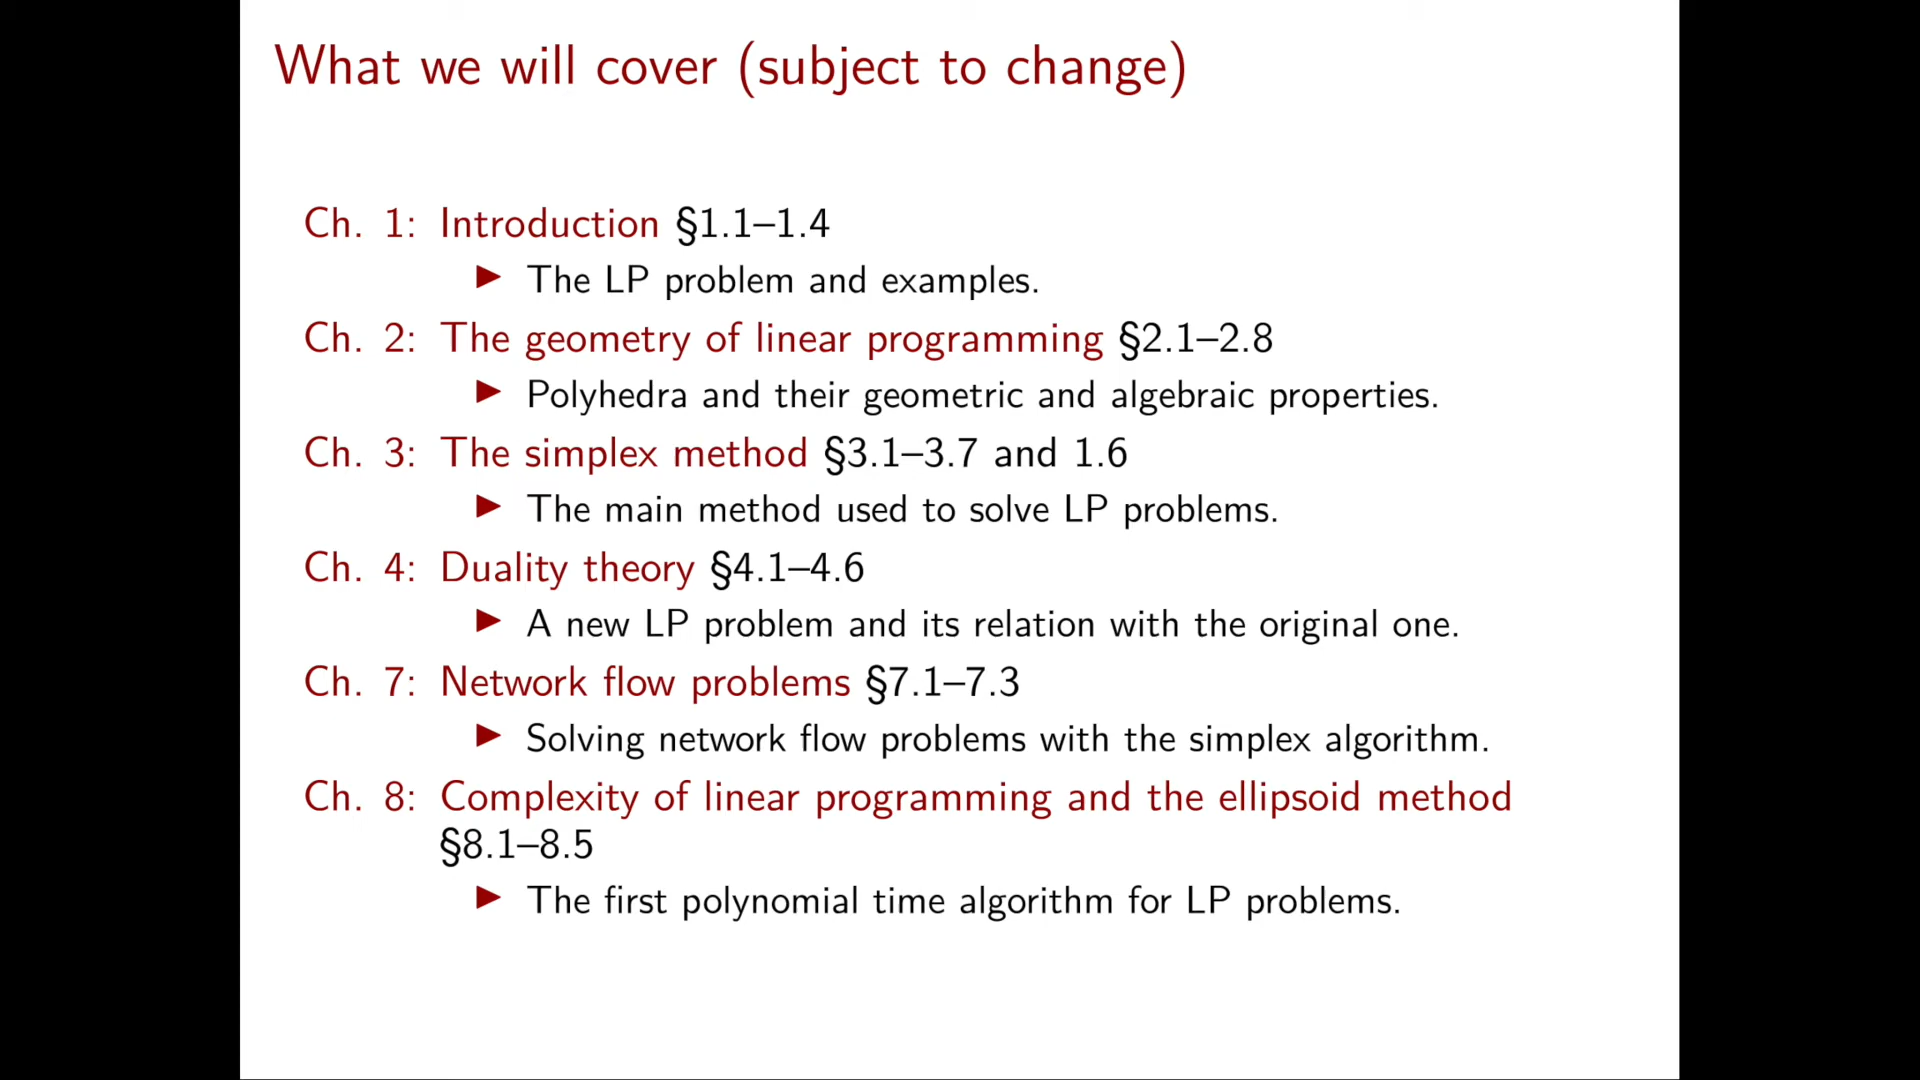 What we will cover (subject to change)
Ch. 1: Introduction §1.1–1.4
▶ The LP problem and examples.
Ch. 2: The geometry of linear programming §2.1–2.8
▶ Polyhedra and their geometric and algebraic properties.
Ch. 3: The simplex method §3.1–3.7 and 1.6
▶ The main method used to solve LP problems.
Ch. 4: Duality theory §4.1–4.6
▶ A new LP problem and its relation with the original one.
Ch. 7: Network flow problems §7.1–7.3
▶ Solving network flow problems with the simplex algorithm.
Ch. 8: Complexity of linear programming and the ellipsoid method
§8.1–8.5
▶ The first polynomial time algorithm for LP problems.